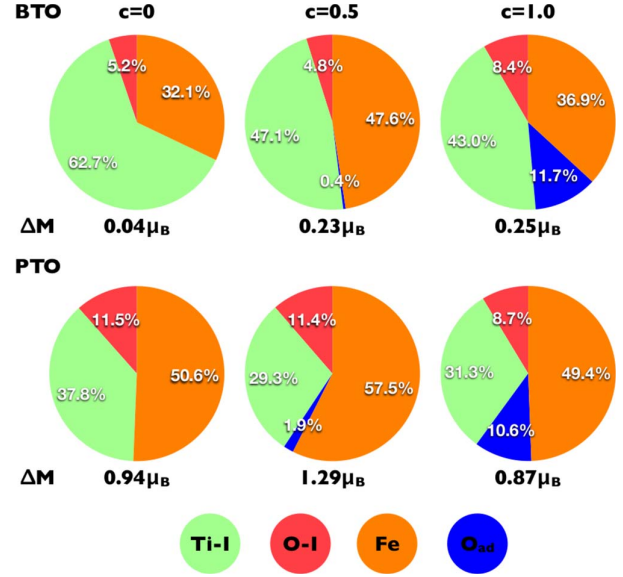 BTO c=0 c=0.5 c=1.0
5.2% 4.8% 8.4%
32.1% 47.6% 36.9%
62.7% 47.1% 43.0%
0.4% 11.7%
ΔM 0.04μB 0.23μB 0.25μB
PTO
11.5% 11.4% 8.7%
50.6% 57.5% 49.4%
37.8% 29.3% 31.3%
1.9% 10.6%
ΔM 0.94μB 1.29μB 0.87μB
Ti-I O-I Fe Oad